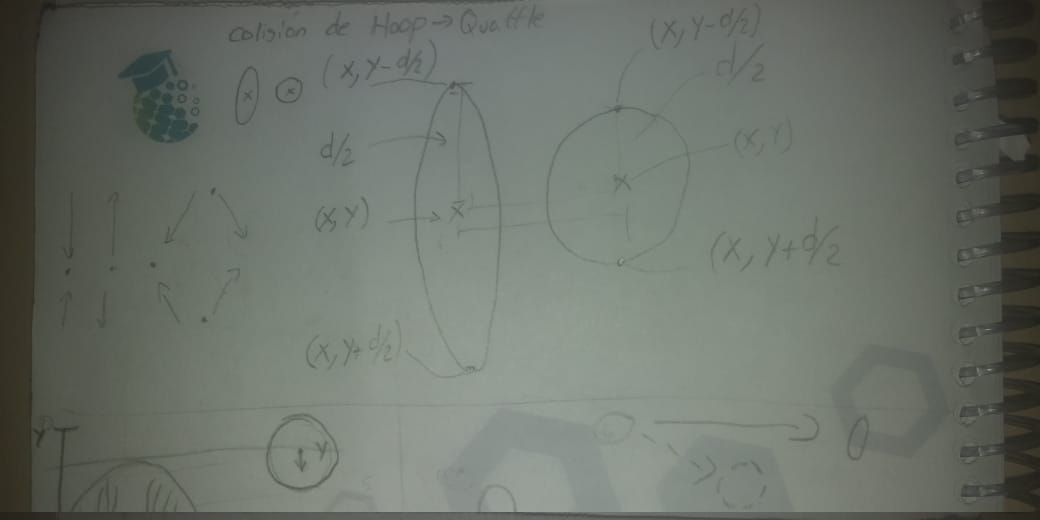 colisión de Hoop → Quaffle
(X, Y-d/2)
d/2
(X, Y)
(X, Y+d/2)
(X, Y-d/2)
d/2
(X, Y)
(X, Y+d/2
Y
Y